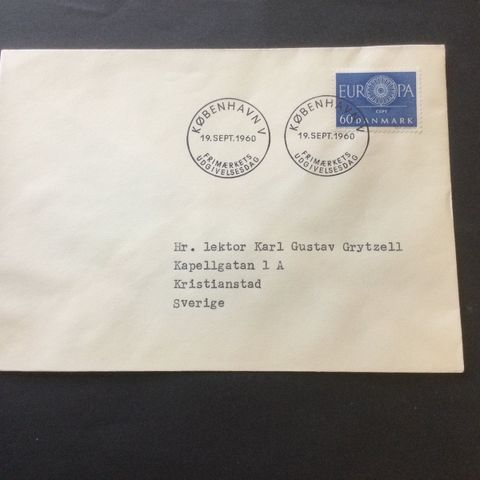 EUROPA
CEPT
60 DANMARK
KØBENHAVN V
19.SEPT.1960
FRIMÆRKETS
UDGIVELSESDAG
KØBENHAVN V
19.SEPT.1960
FRIMÆRKETS
UDGIVELSESDAG
Hr. lektor Karl Gustav Grytzell
Kapellgatan 1 A
Kristianstad
Sverige